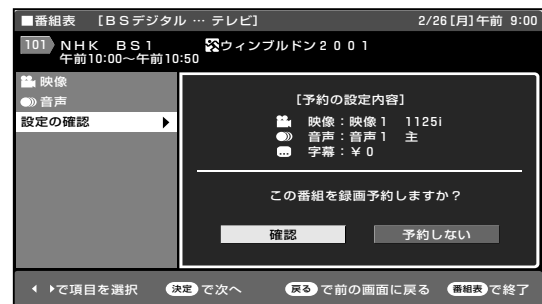 ■番組表 [BSデジタル … テレビ] 2/26[月]午前 9:00
101 NHK BS1 ウィンブルドン2001
午前10:00~午前10:50
映像
音声
設定の確認
[予約の設定内容]
映像:映像1 1125i
音声:音声1 主
字幕:¥0
この番組を録画予約しますか?
確認 予約しない
で項目を選択 決定で次へ 戻るで前の画面に戻る 番組表で終了